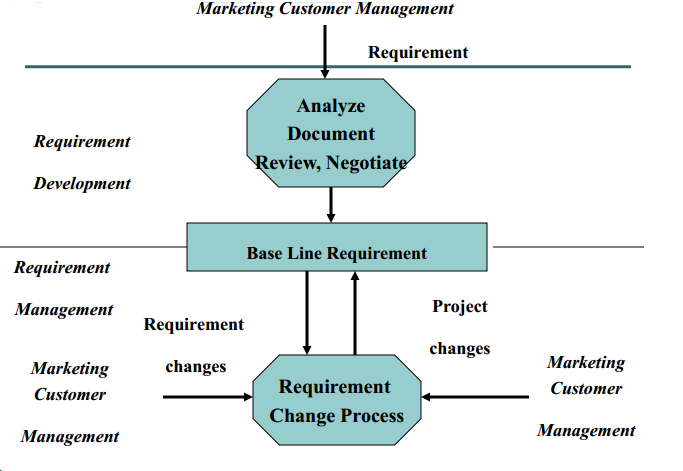 Marketing Customer Management
Requirement
Analyze
Document
Review, Negotiate
Requirement
Development
Base Line Requirement
Requirement
Management
Requirement
changes
Project
changes
Marketing
Customer
Management
Requirement
Change Process
Marketing
Customer
Management